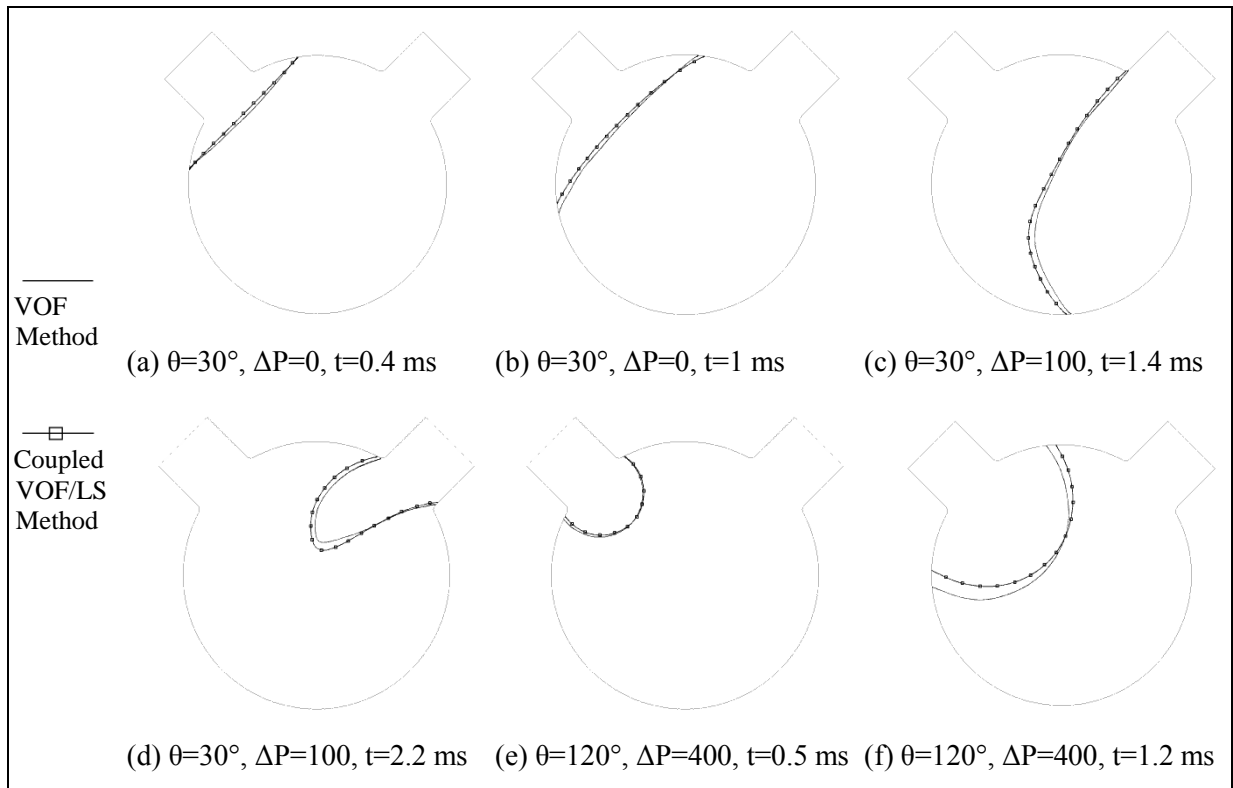 VOF
Method
(a) θ=30°, ΔP=0, t=0.4 ms
(b) θ=30°, ΔP=0, t=1 ms
(c) θ=30°, ΔP=100, t=1.4 ms
Coupled
VOF/LS
Method
(d) θ=30°, ΔP=100, t=2.2 ms
(e) θ=120°, ΔP=400, t=0.5 ms
(f) θ=120°, ΔP=400, t=1.2 ms